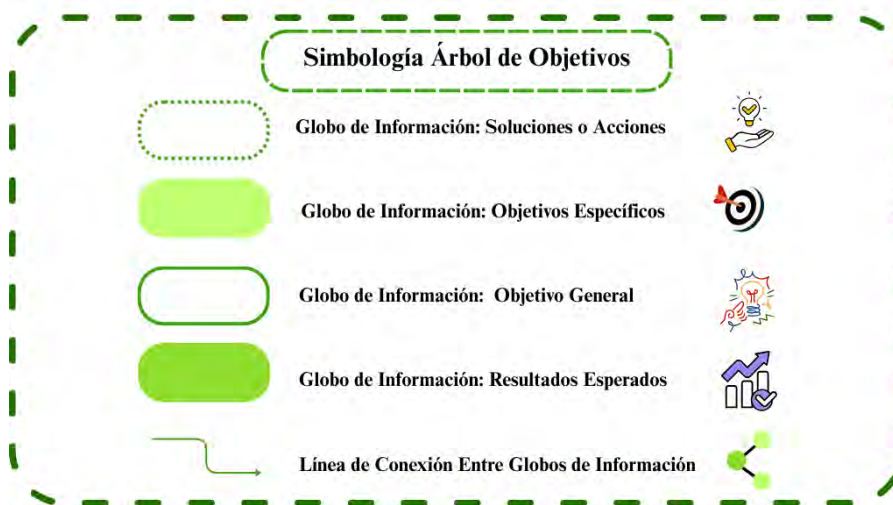 Simbología Árbol de Objetivos
Globo de Información: Soluciones o Acciones
Globo de Información: Objetivos Específicos
Globo de Información: Objetivo General
Globo de Información: Resultados Esperados
Línea de Conexión Entre Globos de Información